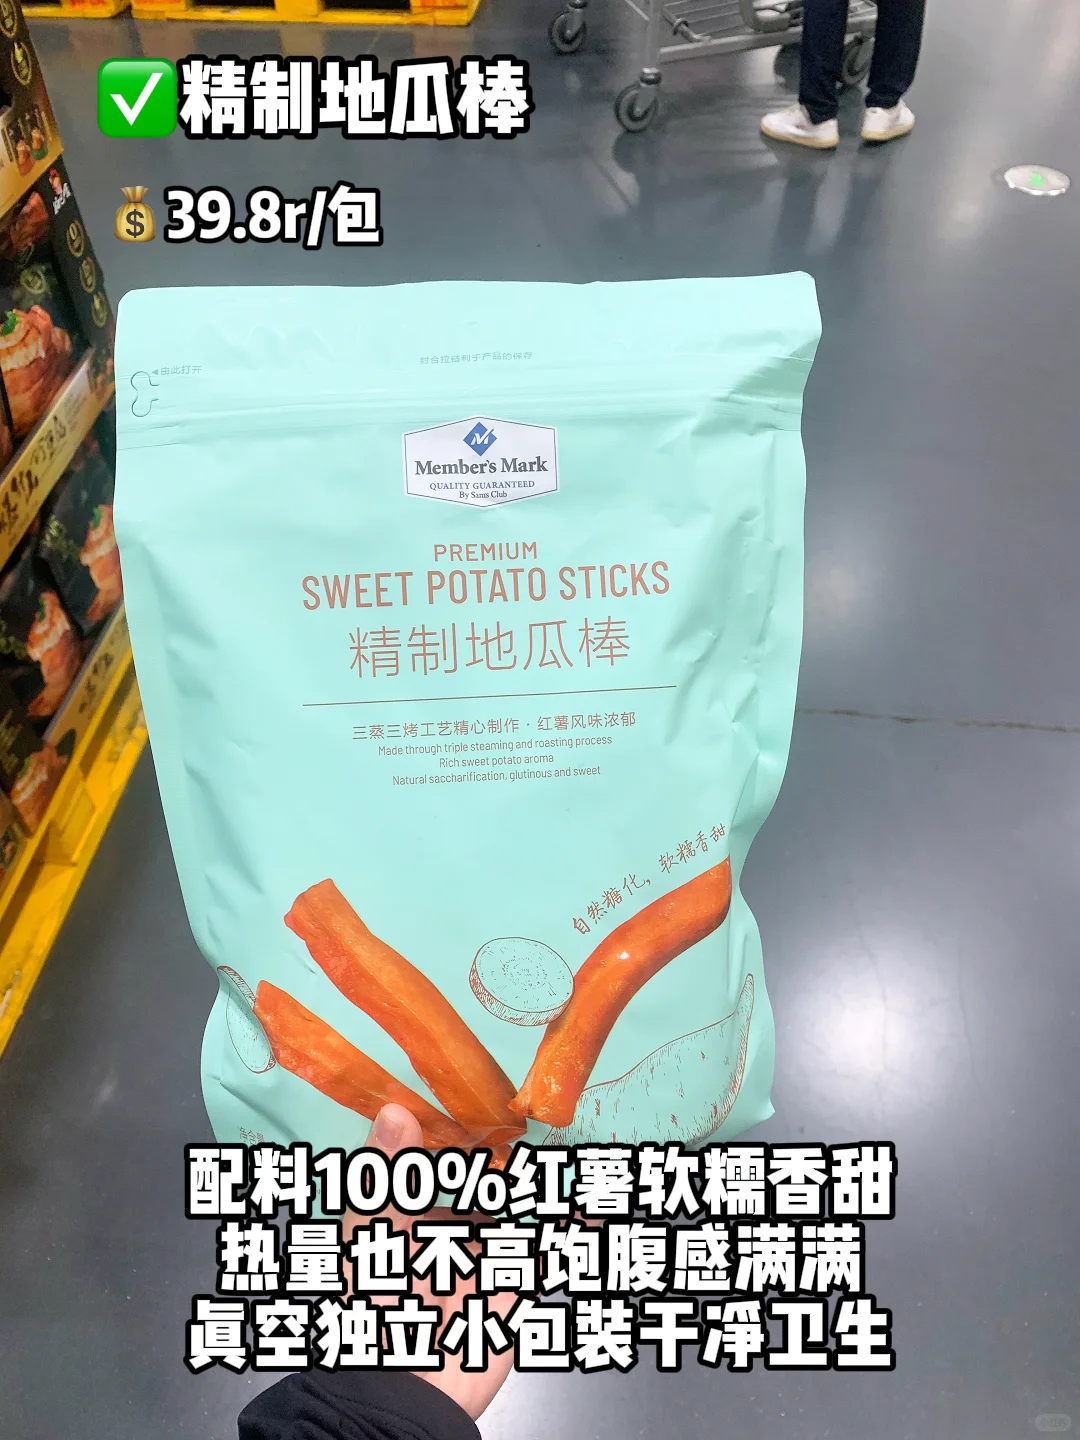 ✅精制地瓜棒
💰39.8r/包
封合拉链利于产品的保存
◀由此打开
Member's Mark
QUALITY GUARANTEED
By Sam's Club
PREMIUM
SWEET POTATO STICKS
精制地瓜棒
三蒸三烤工艺精心制作·红薯风味浓郁
Made through triple steaming and roasting process
Rich sweet potato aroma
Natural saccharification, glutinous and sweet
自然糖化，软糯香甜
配料100%红薯软糯香甜
热量也不高饱腹感满满
真空独立小包装干净卫生